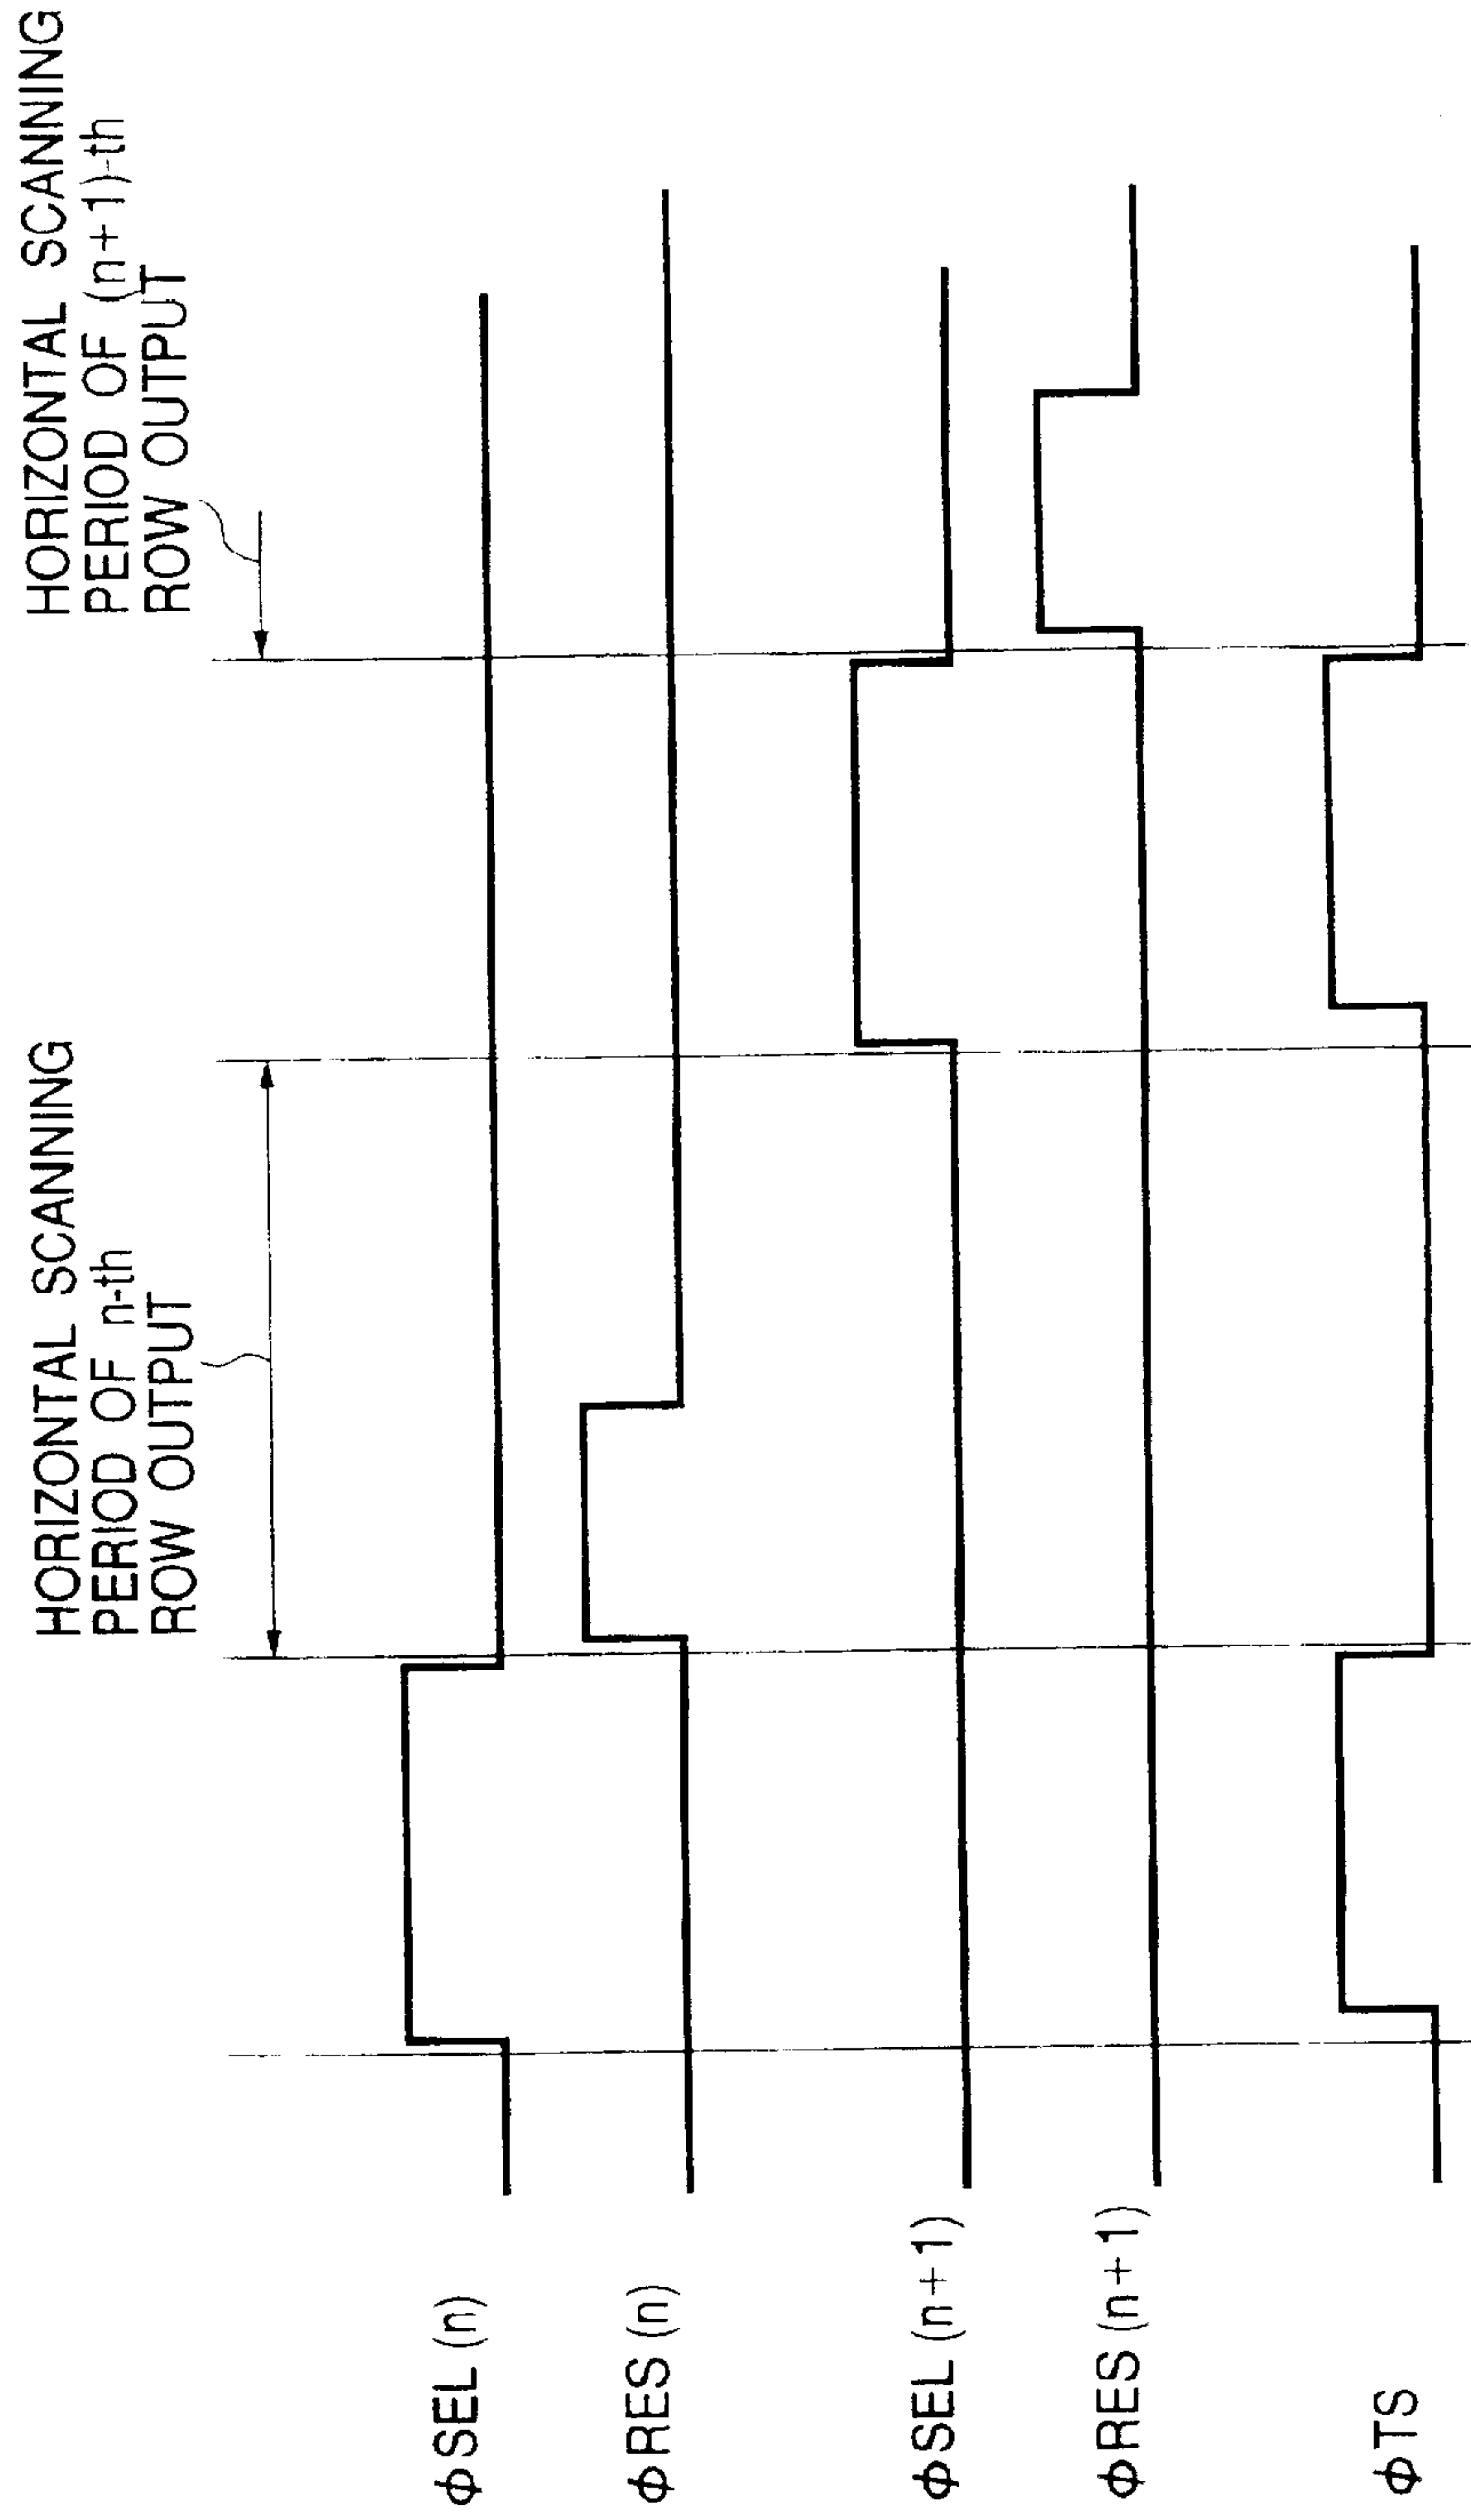 HORIZONTAL SCANNING
PERIOD OF n-th
ROW OUTPUT
HORIZONTAL SCANNING
PERIOD OF (n+1)-th
ROW OUTPUT
ΦSEL (n)
ΦRES (n)
ΦSEL (n+1)
ΦRES (n+1)
ΦTS